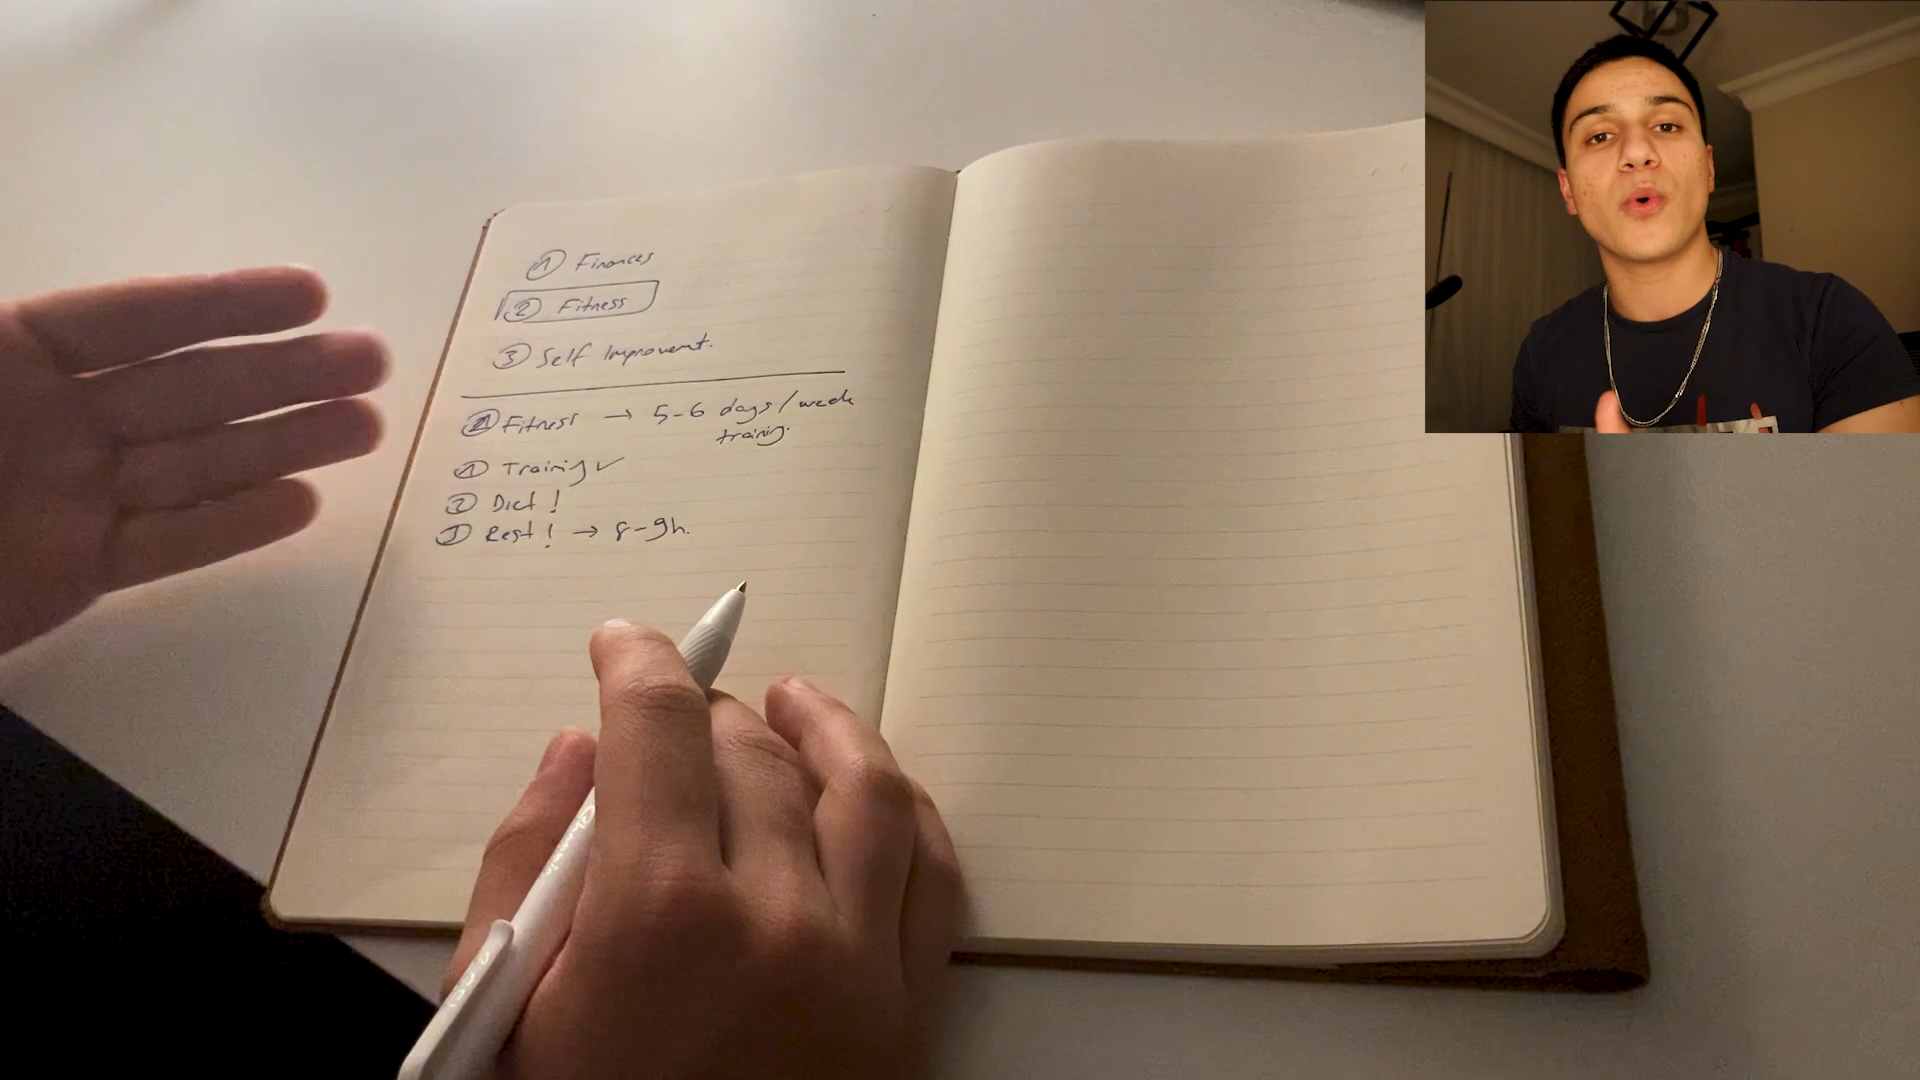 ① Finances
② Fitness
③ Self Improvement.
② Fitness → 5-6 days/week
training.
① Training ✓
② Diet !
③ Rest ! → 8-9h.